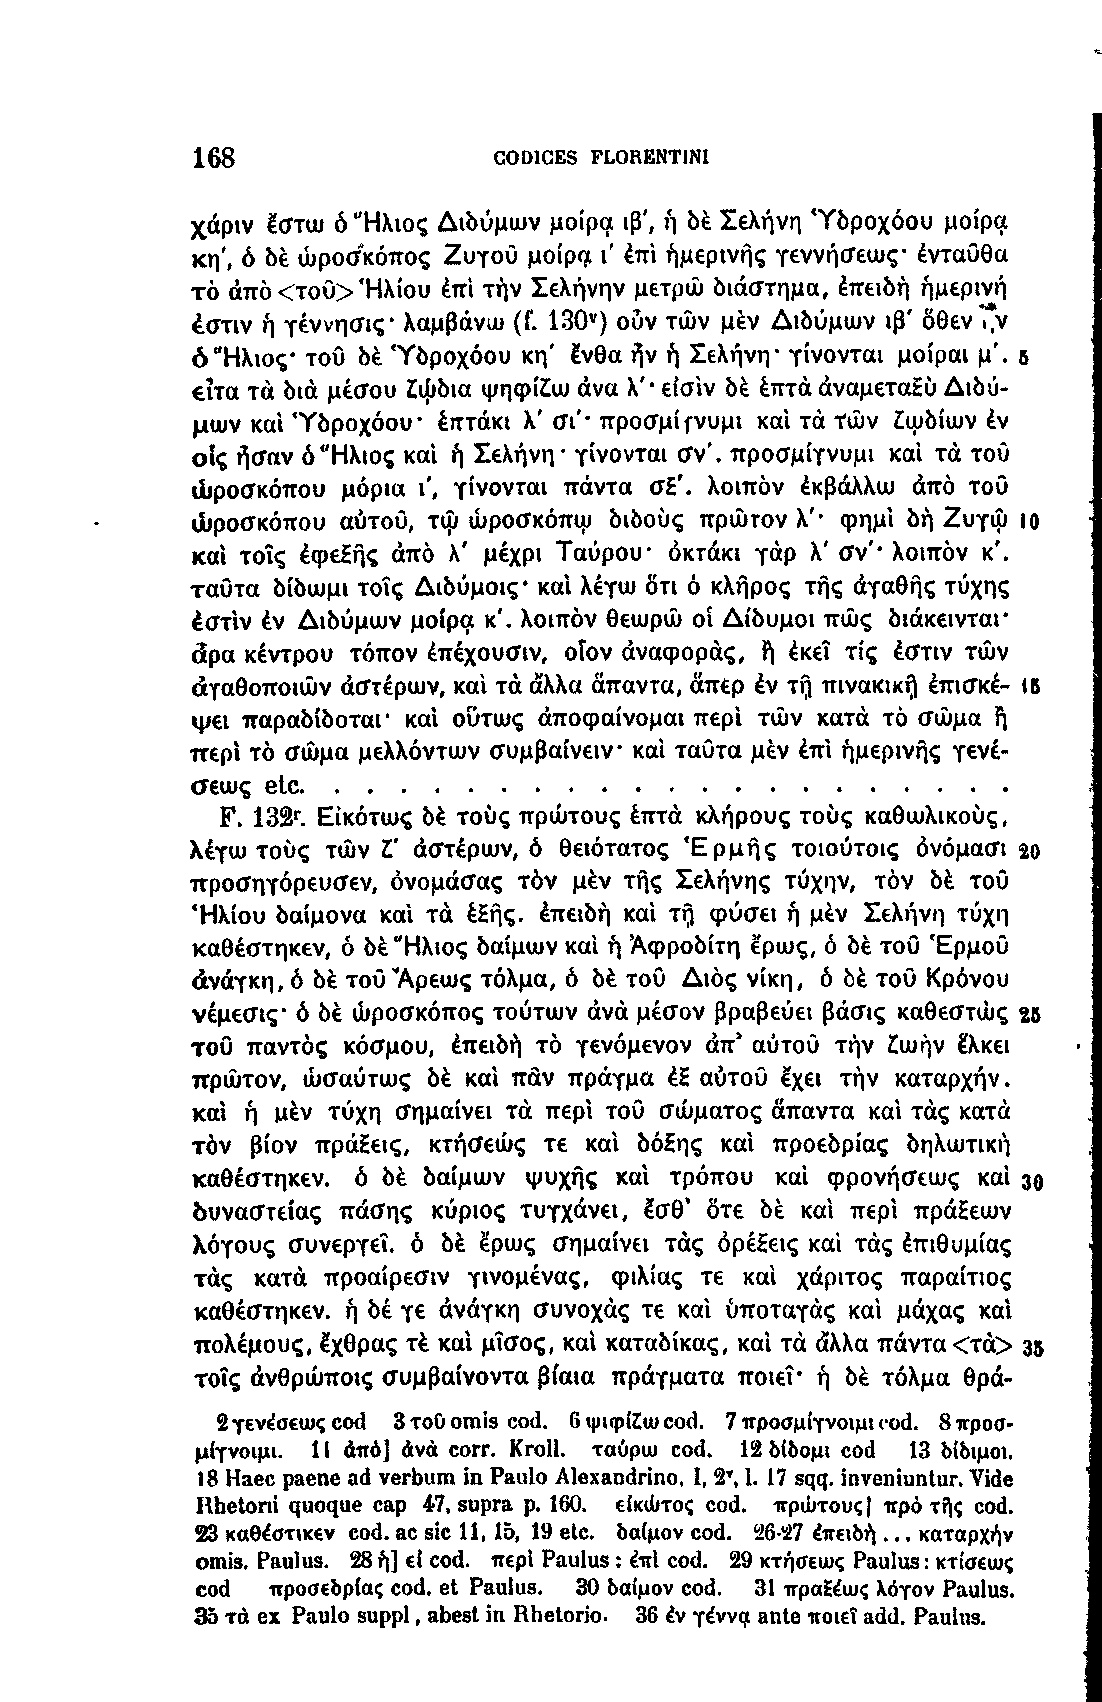 168 CODICES FLORENTINI
χάριν ἔστω ὁ Ἥλιος Διδύμων μοίρᾳ ιβ′, ἡ δὲ Σελήνη Ὑδροχόου μοίρᾳ
κη′, ὁ δὲ ὡροσκόπος Ζυγοῦ μοίρᾳ ι′ ἐπὶ ἡμερινῆς γεννήσεως· ἐνταῦθα
τὸ ἀπὸ <τοῦ> Ἡλίου ἐπὶ τὴν Σελήνην μετρῶ διάστημα, ἐπειδὴ ἡμερινή
ἐστιν ἡ γέννησις· λαμβάνω (f. 130ᵛ) οὖν τῶν μὲν Διδύμων ιβ′ ὅθεν ἦν
ὁ Ἥλιος· τοῦ δὲ Ὑδροχόου κη′ ἔνθα ἦν ἡ Σελήνη· γίνονται μοίραι μ′. 5
εἶτα τὰ διὰ μέσου ζῴδια ψηφίζω ἀνα λ′· εἰσὶν δὲ ἑπτὰ ἀναμεταξὺ Διδύ-
μων καὶ Ὑδροχόου· ἑπτάκι λ′ σι′· προσμίγνυμι καὶ τὰ τῶν ζῳδίων ἐν
οἷς ἦσαν ὁ Ἥλιος καὶ ἡ Σελήνη· γίνονται σν′. προσμίγνυμι καὶ τὰ τοῦ
ὡροσκόπου μόρια ι′, γίνονται πάντα σξ′. λοιπὸν ἐκβάλλω ἀπὸ τοῦ
ὡροσκόπου αὐτοῦ, τῷ ὡροσκόπῳ διδοὺς πρῶτον λ′· φημὶ δὴ Ζυγῷ 10
καὶ τοῖς ἐφεξῆς ἀπὸ λ′ μέχρι Ταύρου· ὀκτάκι γὰρ λ′ σν′· λοιπὸν κ′.
ταῦτα δίδωμι τοῖς Διδύμοις· καὶ λέγω ὅτι ὁ κλῆρος τῆς ἀγαθῆς τύχης
ἐστὶν ἐν Διδύμων μοίρᾳ κ′. λοιπὸν θεωρῶ οἱ Δίδυμοι πῶς διάκεινται·
ἆρα κέντρου τόπον ἐπέχουσιν, οἷον ἀναφορὰς, ἢ ἐκεῖ τίς ἐστιν τῶν
ἀγαθοποιῶν ἀστέρων, καὶ τὰ ἄλλα ἅπαντα, ἅπερ ἐν τῇ πινακικῇ ἐπισκέ- 15
ψει παραδίδοται· καὶ οὕτως ἀποφαίνομαι περὶ τῶν κατὰ τὸ σῶμα ἢ
περὶ τὸ σῶμα μελλόντων συμβαίνειν· καὶ ταῦτα μὲν ἐπὶ ἡμερινῆς γενέ-
σεως etc. . . . . . . . . . . . . . . . . . . . . .
F. 132ʳ. Εἰκότως δὲ τοὺς πρώτους ἑπτὰ κλήρους τοὺς καθωλικοὺς,
λέγω τοὺς τῶν ζ′ ἀστέρων, ὁ θειότατος Ἑρμῆς τοιούτοις ὀνόμασι 20
προσηγόρευσεν, ὀνομάσας τὸν μὲν τῆς Σελήνης τύχην, τὸν δὲ τοῦ
Ἡλίου δαίμονα καὶ τὰ ἑξῆς. ἐπειδὴ καὶ τῇ φύσει ἡ μὲν Σελήνη τύχη
καθέστηκεν, ὁ δὲ Ἥλιος δαίμων καὶ ἡ Ἀφροδίτη ἔρως, ὁ δὲ τοῦ Ἑρμοῦ
ἀνάγκη, ὁ δὲ τοῦ Ἄρεως τόλμα, ὁ δὲ τοῦ Διὸς νίκη, ὁ δὲ τοῦ Κρόνου
νέμεσις· ὁ δὲ ὡροσκόπος τούτων ἀνὰ μέσον βραβεύει βάσις καθεστὼς 25
τοῦ παντὸς κόσμου, ἐπειδὴ τὸ γενόμενον ἀπ’ αὐτοῦ τὴν ζωὴν ἕλκει
πρῶτον, ὡσαύτως δὲ καὶ πᾶν πράγμα ἐξ αὐτοῦ ἔχει τὴν καταρχήν.
καὶ ἡ μὲν τύχη σημαίνει τὰ περὶ τοῦ σώματος ἅπαντα καὶ τὰς κατὰ
τὸν βίον πράξεις, κτήσεώς τε καὶ δόξης καὶ προεδρίας δηλωτικὴ
καθέστηκεν. ὁ δὲ δαίμων ψυχῆς καὶ τρόπου καὶ φρονήσεως καὶ 30
δυναστείας πάσης κύριος τυγχάνει, ἔσθ’ ὅτε δὲ καὶ περὶ πράξεων
λόγους συνεργεῖ. ὁ δὲ ἔρως σημαίνει τὰς ὀρέξεις καὶ τὰς ἐπιθυμίας
τὰς κατὰ προαίρεσιν γινομένας, φιλίας τε καὶ χάριτος παραίτιος
καθέστηκεν. ἡ δέ γε ἀνάγκη συνοχὰς τε καὶ ὑποταγὰς καὶ μάχας καὶ
πολέμους, ἔχθρας τὲ καὶ μῖσος, καὶ καταδίκας, καὶ τὰ ἄλλα πάντα <τὰ> 35
τοῖς ἀνθρώποις συμβαίνοντα βίαια πράγματα ποιεῖ· ἡ δὲ τόλμα θρά-
2 γενέσεως cod 3 τοῦ omis cod. 6 ψιφίζω cod. 7 προσμίγνοιμι cod. 8 προσ-
μίγνοιμι. 11 ἀπὸ] ἀνὰ corr. Kroll. ταύρω cod. 12 δίδομι cod 13 δίδιμοι.
18 Haec paene ad verbum in Paulo Alexandrino, I, 2ᵛ, l. 17 sqq. inveniuntur. Vide
Rhetorii quoque cap 47, supra p. 160. εἰκώτος cod. πρώτους] πρὸ τῆς cod.
23 καθέστικεν cod. ac sic 11, 15, 19 etc. δαίμον cod. 26-27 ἐπειδὴ ... καταρχήν
omis. Paulus. 28 ἡ] εἰ cod. περὶ Paulus : ἐπὶ cod. 29 κτήσεως Paulus : κτίσεως
cod προσεδρίας cod. et Paulus. 30 δαίμον cod. 31 πραξέως λόγον Paulus.
35 τὰ ex Paulo suppl, abest in Rhetorio. 36 ἐν γέννᾳ ante ποιεῖ add. Paulus.